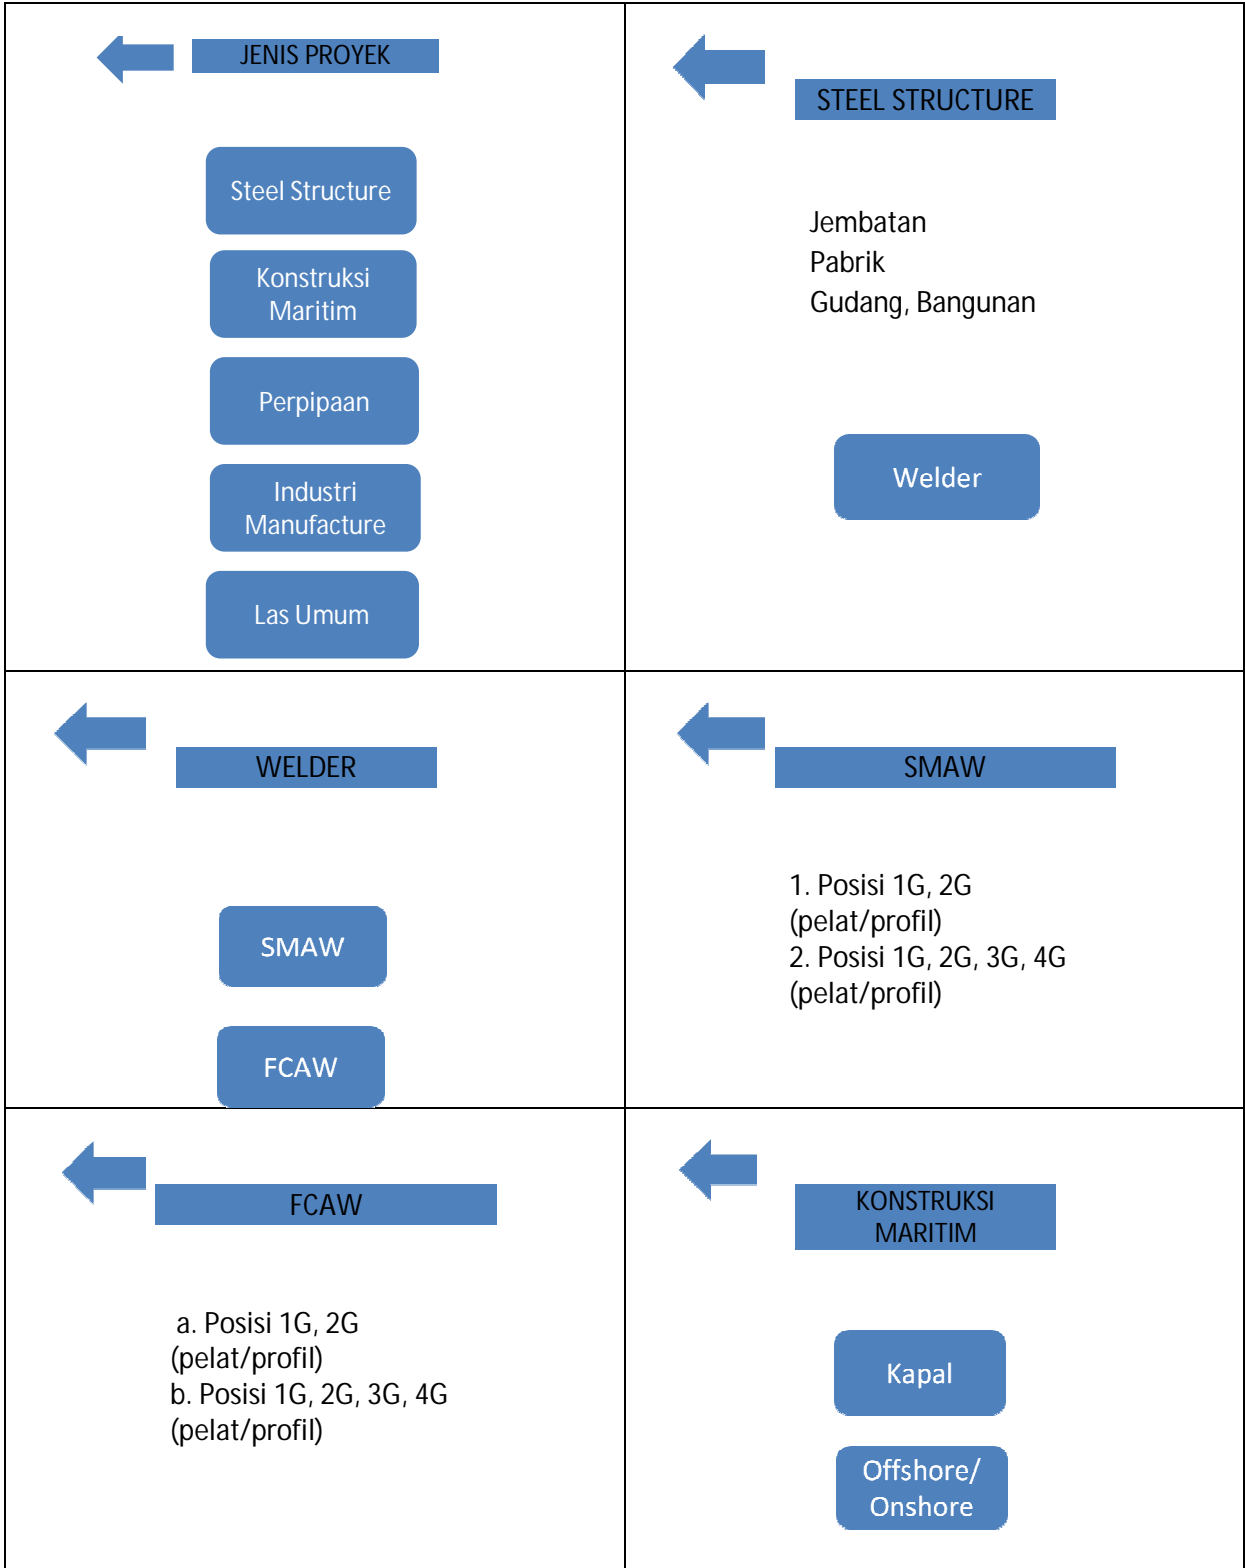 JENIS PROYEK
Steel Structure
Konstruksi
Maritim
Perpipaan
Industri
Manufacture
Las Umum
STEEL STRUCTURE
Jembatan
Pabrik
Gudang, Bangunan
Welder
WELDER
SMAW
FCAW
SMAW
1. Posisi 1G, 2G
(pelat/profil)
2. Posisi 1G, 2G, 3G, 4G
(pelat/profil)
FCAW
a. Posisi 1G, 2G
(pelat/profil)
b. Posisi 1G, 2G, 3G, 4G
(pelat/profil)
KONSTRUKSI
MARITIM
Kapal
Offshore/
Onshore